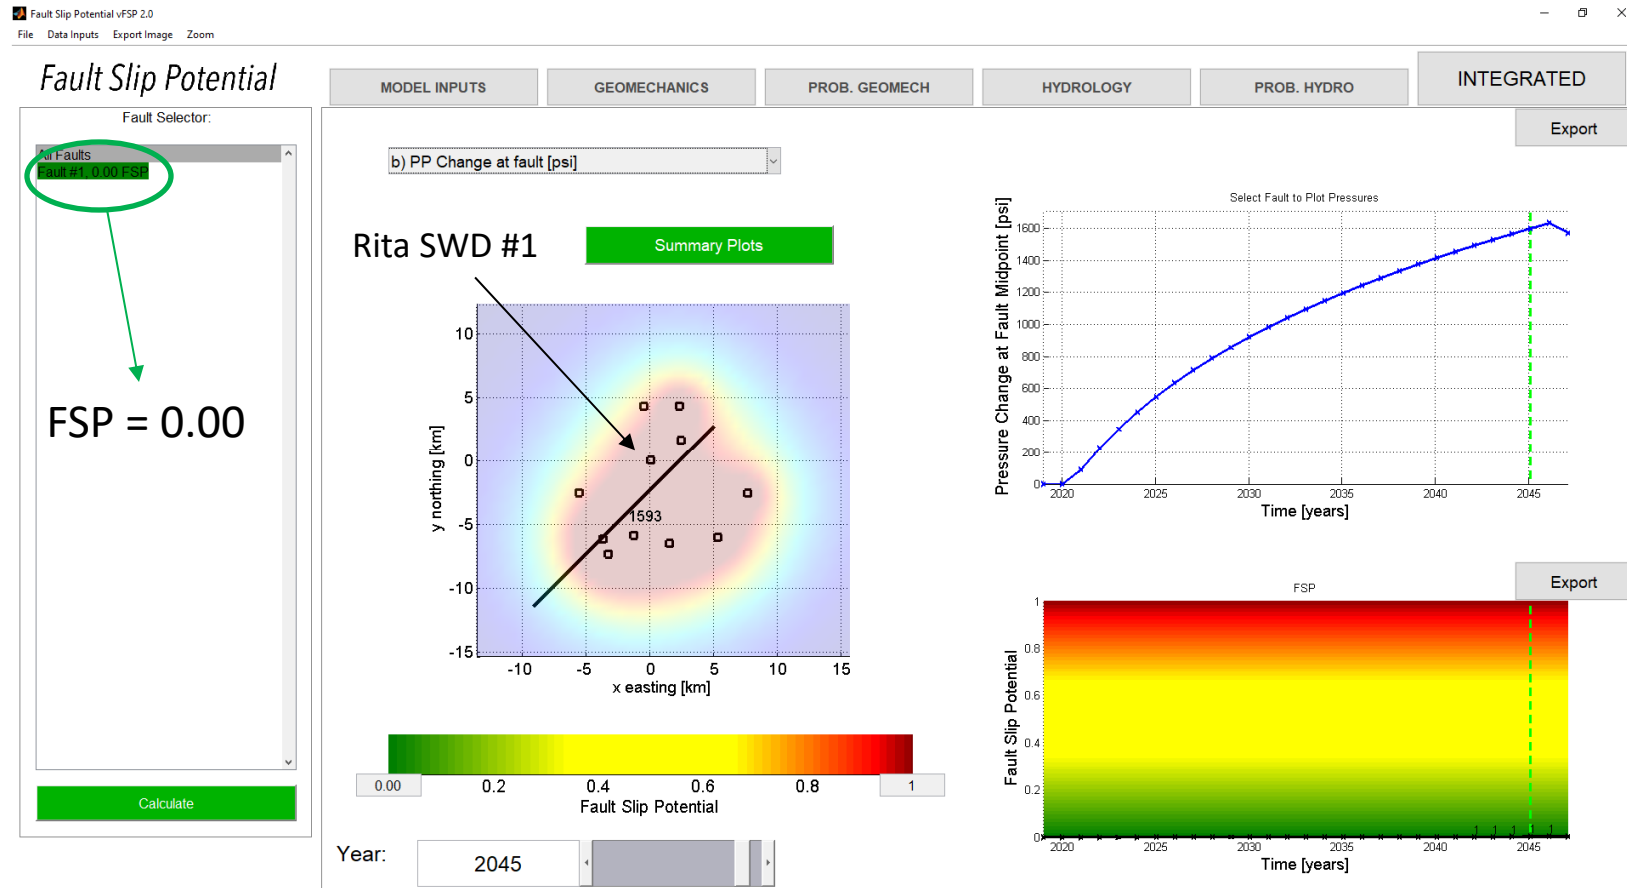 Fault Slip Potential vFSP 2.0
File Data Inputs Export Image Zoom
Fault Slip Potential
MODEL INPUTS
GEOMECHANICS
PROB. GEOMECH
HYDROLOGY
PROB. HYDRO
INTEGRATED
Fault Selector:
All Faults
Fault #1, 0.00 FSP
FSP = 0.00
Calculate
b) PP Change at fault [psi]
Rita SWD #1
Summary Plots
10
5
0
-5
-10
-15
y northing [km]
1593
-10 -5 0 5 10 15
x easting [km]
0.00 0.2 0.4 0.6 0.8 1
Fault Slip Potential
Year:
2045
Export
Select Fault to Plot Pressures
Pressure Change at Fault Midpoint [psi]
1600
1400
1200
1000
800
600
400
200
0
2020 2025 2030 2035 2040 2045
Time [years]
Export
FSP
Fault Slip Potential
1
0.8
0.6
0.4
0.2
0
1 1 1 1 1
2020 2025 2030 2035 2040 2045
Time [years]